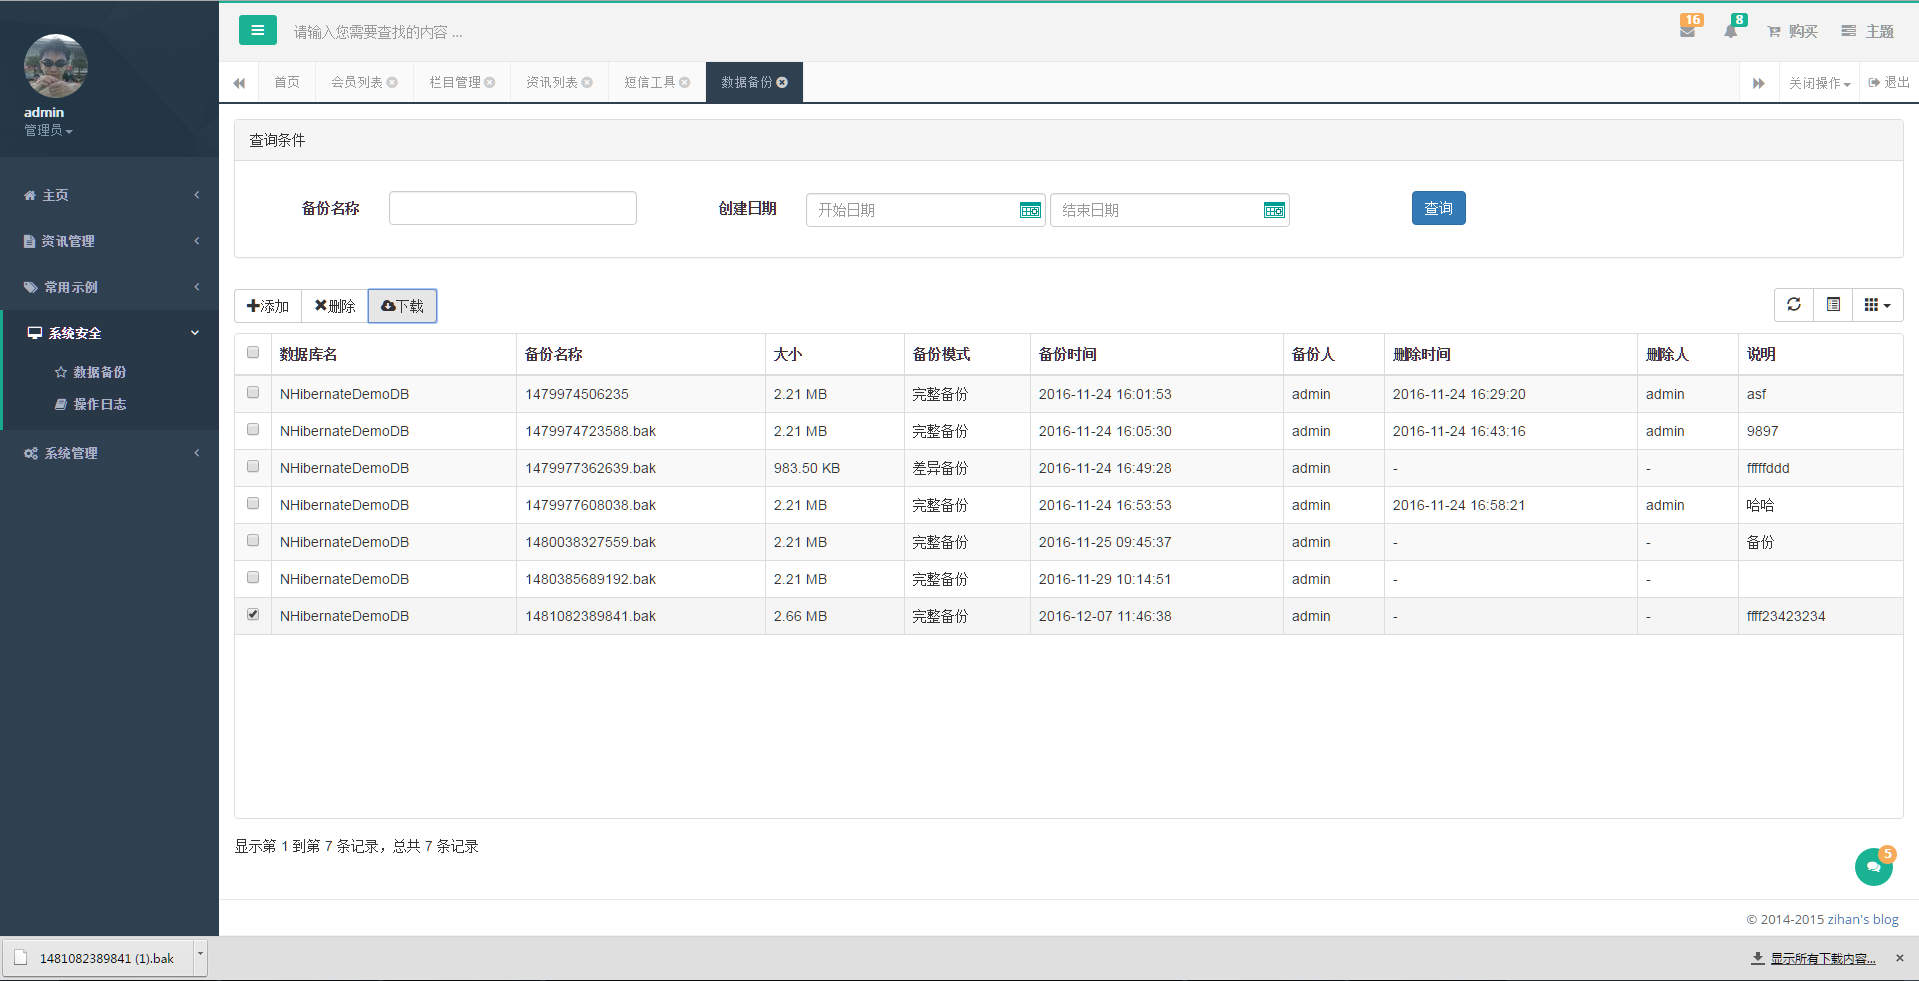 请输入您需要查找的内容 ...
16
8
购买
主题
admin
管理员
首页
会员列表
栏目管理
资讯列表
短信工具
数据备份
关闭操作
退出
主页
资讯管理
常用示例
系统安全
数据备份
操作日志
系统管理
查询条件
备份名称
创建日期
开始日期
结束日期
查询
添加
删除
下载
数据库名 备份名称 大小 备份模式 备份时间 备份人 删除时间 删除人 说明
NHibernateDemoDB 1479974506235 2.21 MB 完整备份 2016-11-24 16:01:53 admin 2016-11-24 16:29:20 admin asf
NHibernateDemoDB 1479974723588.bak 2.21 MB 完整备份 2016-11-24 16:05:30 admin 2016-11-24 16:43:16 admin 9897
NHibernateDemoDB 1479977362639.bak 983.50 KB 差异备份 2016-11-24 16:49:28 admin - - fffffddd
NHibernateDemoDB 1479977608038.bak 2.21 MB 完整备份 2016-11-24 16:53:53 admin 2016-11-24 16:58:21 admin 哈哈
NHibernateDemoDB 1480038327559.bak 2.21 MB 完整备份 2016-11-25 09:45:37 admin - - 备份
NHibernateDemoDB 1480385689192.bak 2.21 MB 完整备份 2016-11-29 10:14:51 admin - -
NHibernateDemoDB 1481082389841.bak 2.66 MB 完整备份 2016-12-07 11:46:38 admin - - ffff23423234
显示第 1 到第 7 条记录，总共 7 条记录
5
© 2014-2015 zihan's blog
1481082389841 (1).bak
显示所有下载内容...